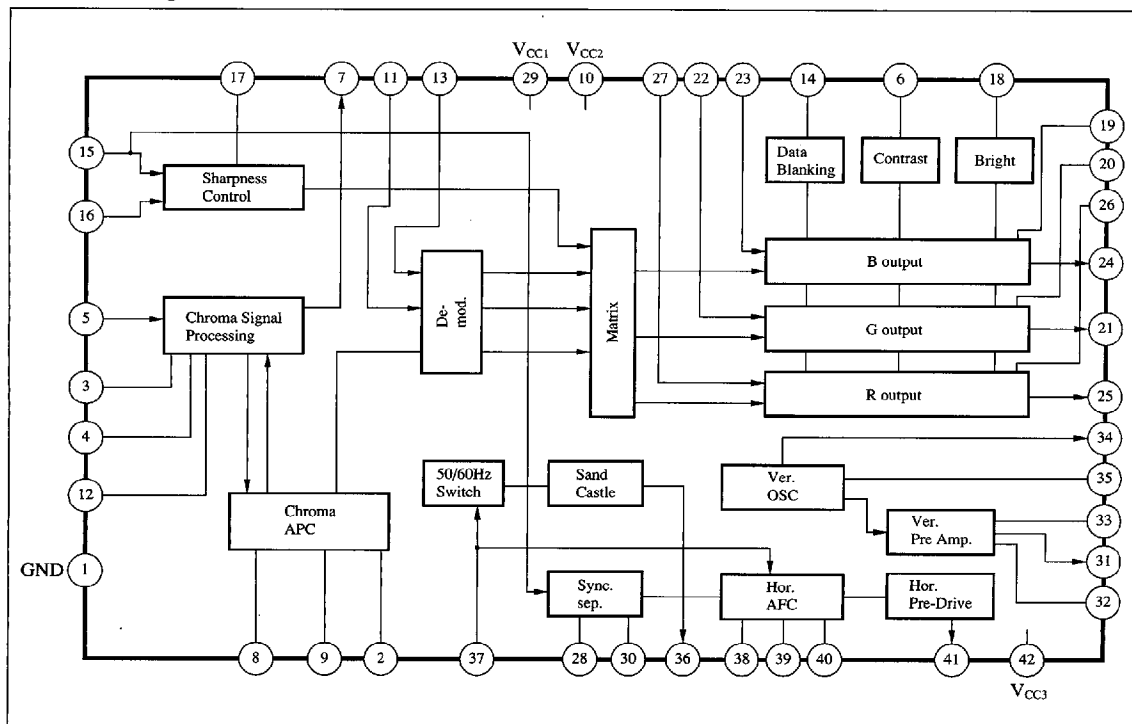 VCC1
VCC2
17
7
11
13
29
10
27
22
23
14
6
18
15
16
5
3
4
12
GND
1
19
20
26
24
21
25
34
35
33
31
32
Sharpness
Control
Data
Blanking
Contrast
Bright
Chroma Signal
Processing
De-
mod.
Matrix
B output
G output
R output
50/60Hz
Switch
Sand
Castle
Ver.
OSC
Chroma
APC
Ver.
Pre Amp.
Sync.
sep.
Hor.
AFC
Hor.
Pre-Drive
8
9
2
37
28
30
36
38
39
40
41
42
VCC3